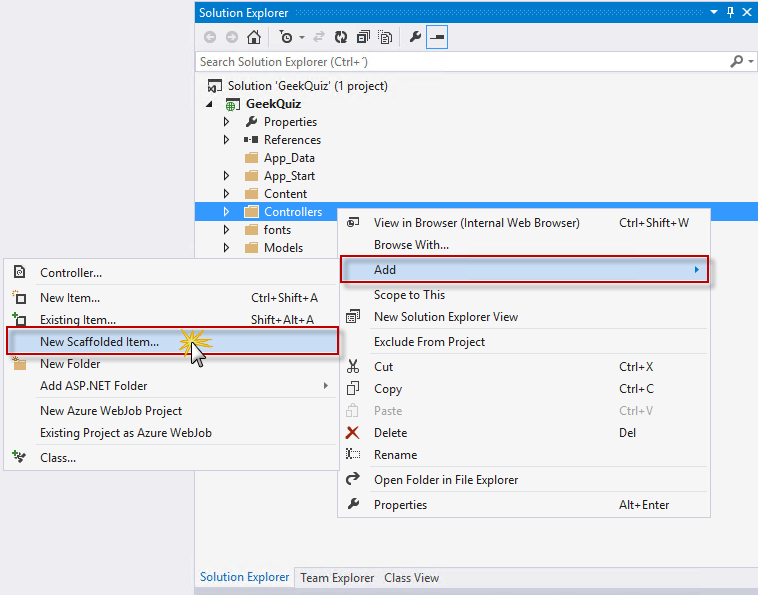 Solution Explorer
Search Solution Explorer (Ctrl+´)
Solution 'GeekQuiz' (1 project)
GeekQuiz
Properties
References
App_Data
App_Start
Content
Controllers
fonts
Models
View in Browser (Internal Web Browser) Ctrl+Shift+W
Browse With...
Add
Scope to This
New Solution Explorer View
Exclude From Project
Cut Ctrl+X
Copy Ctrl+C
Paste Ctrl+V
Delete Del
Rename
Open Folder in File Explorer
Properties Alt+Enter
Controller...
New Item... Ctrl+Shift+A
Existing Item... Shift+Alt+A
New Scaffolded Item...
New Folder
Add ASP.NET Folder
New Azure WebJob Project
Existing Project as Azure WebJob
Class...
Solution Explorer Team Explorer Class View